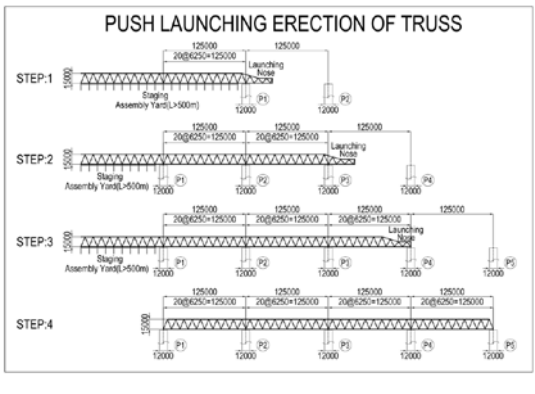 PUSH LAUNCHING ERECTION OF TRUSS
125000 125000
20@6250=125000
Launching
Nose
STEP:1
15000
Staging
Assembly Yard(L>500m)
P1 P2
12000 12000
125000 125000 125000
20@6250=125000 20@6250=125000
Launching
Nose
STEP:2
15000
Staging
Assembly Yard(L>500m)
P1 P2 P3 P4
12000 12000 12000 12000
125000 125000 125000 125000
20@6250=125000 20@6250=125000 20@6250=125000
Launching
Nose
STEP:3
15000
Staging
Assembly Yard(L>500m)
P1 P2 P3 P4 P5
12000 12000 12000 12000 12000
125000 125000 125000 125000
20@6250=125000 20@6250=125000 20@6250=125000 20@6250=125000
STEP:4
15000
P1 P2 P3 P4 P5
12000 12000 12000 12000 12000